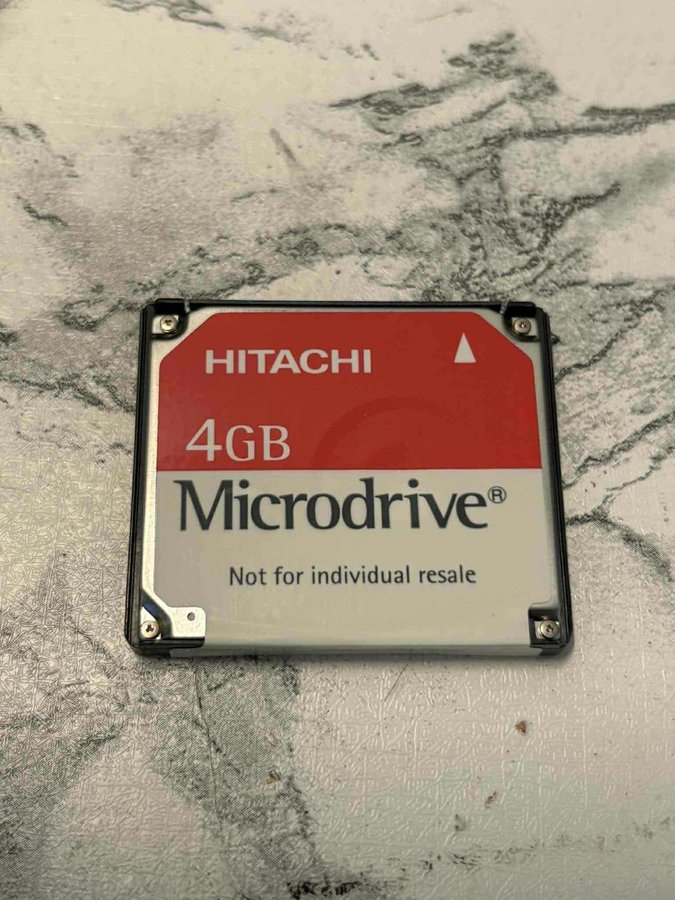 HITACHI
4GB
Microdrive®
Not for individual resale